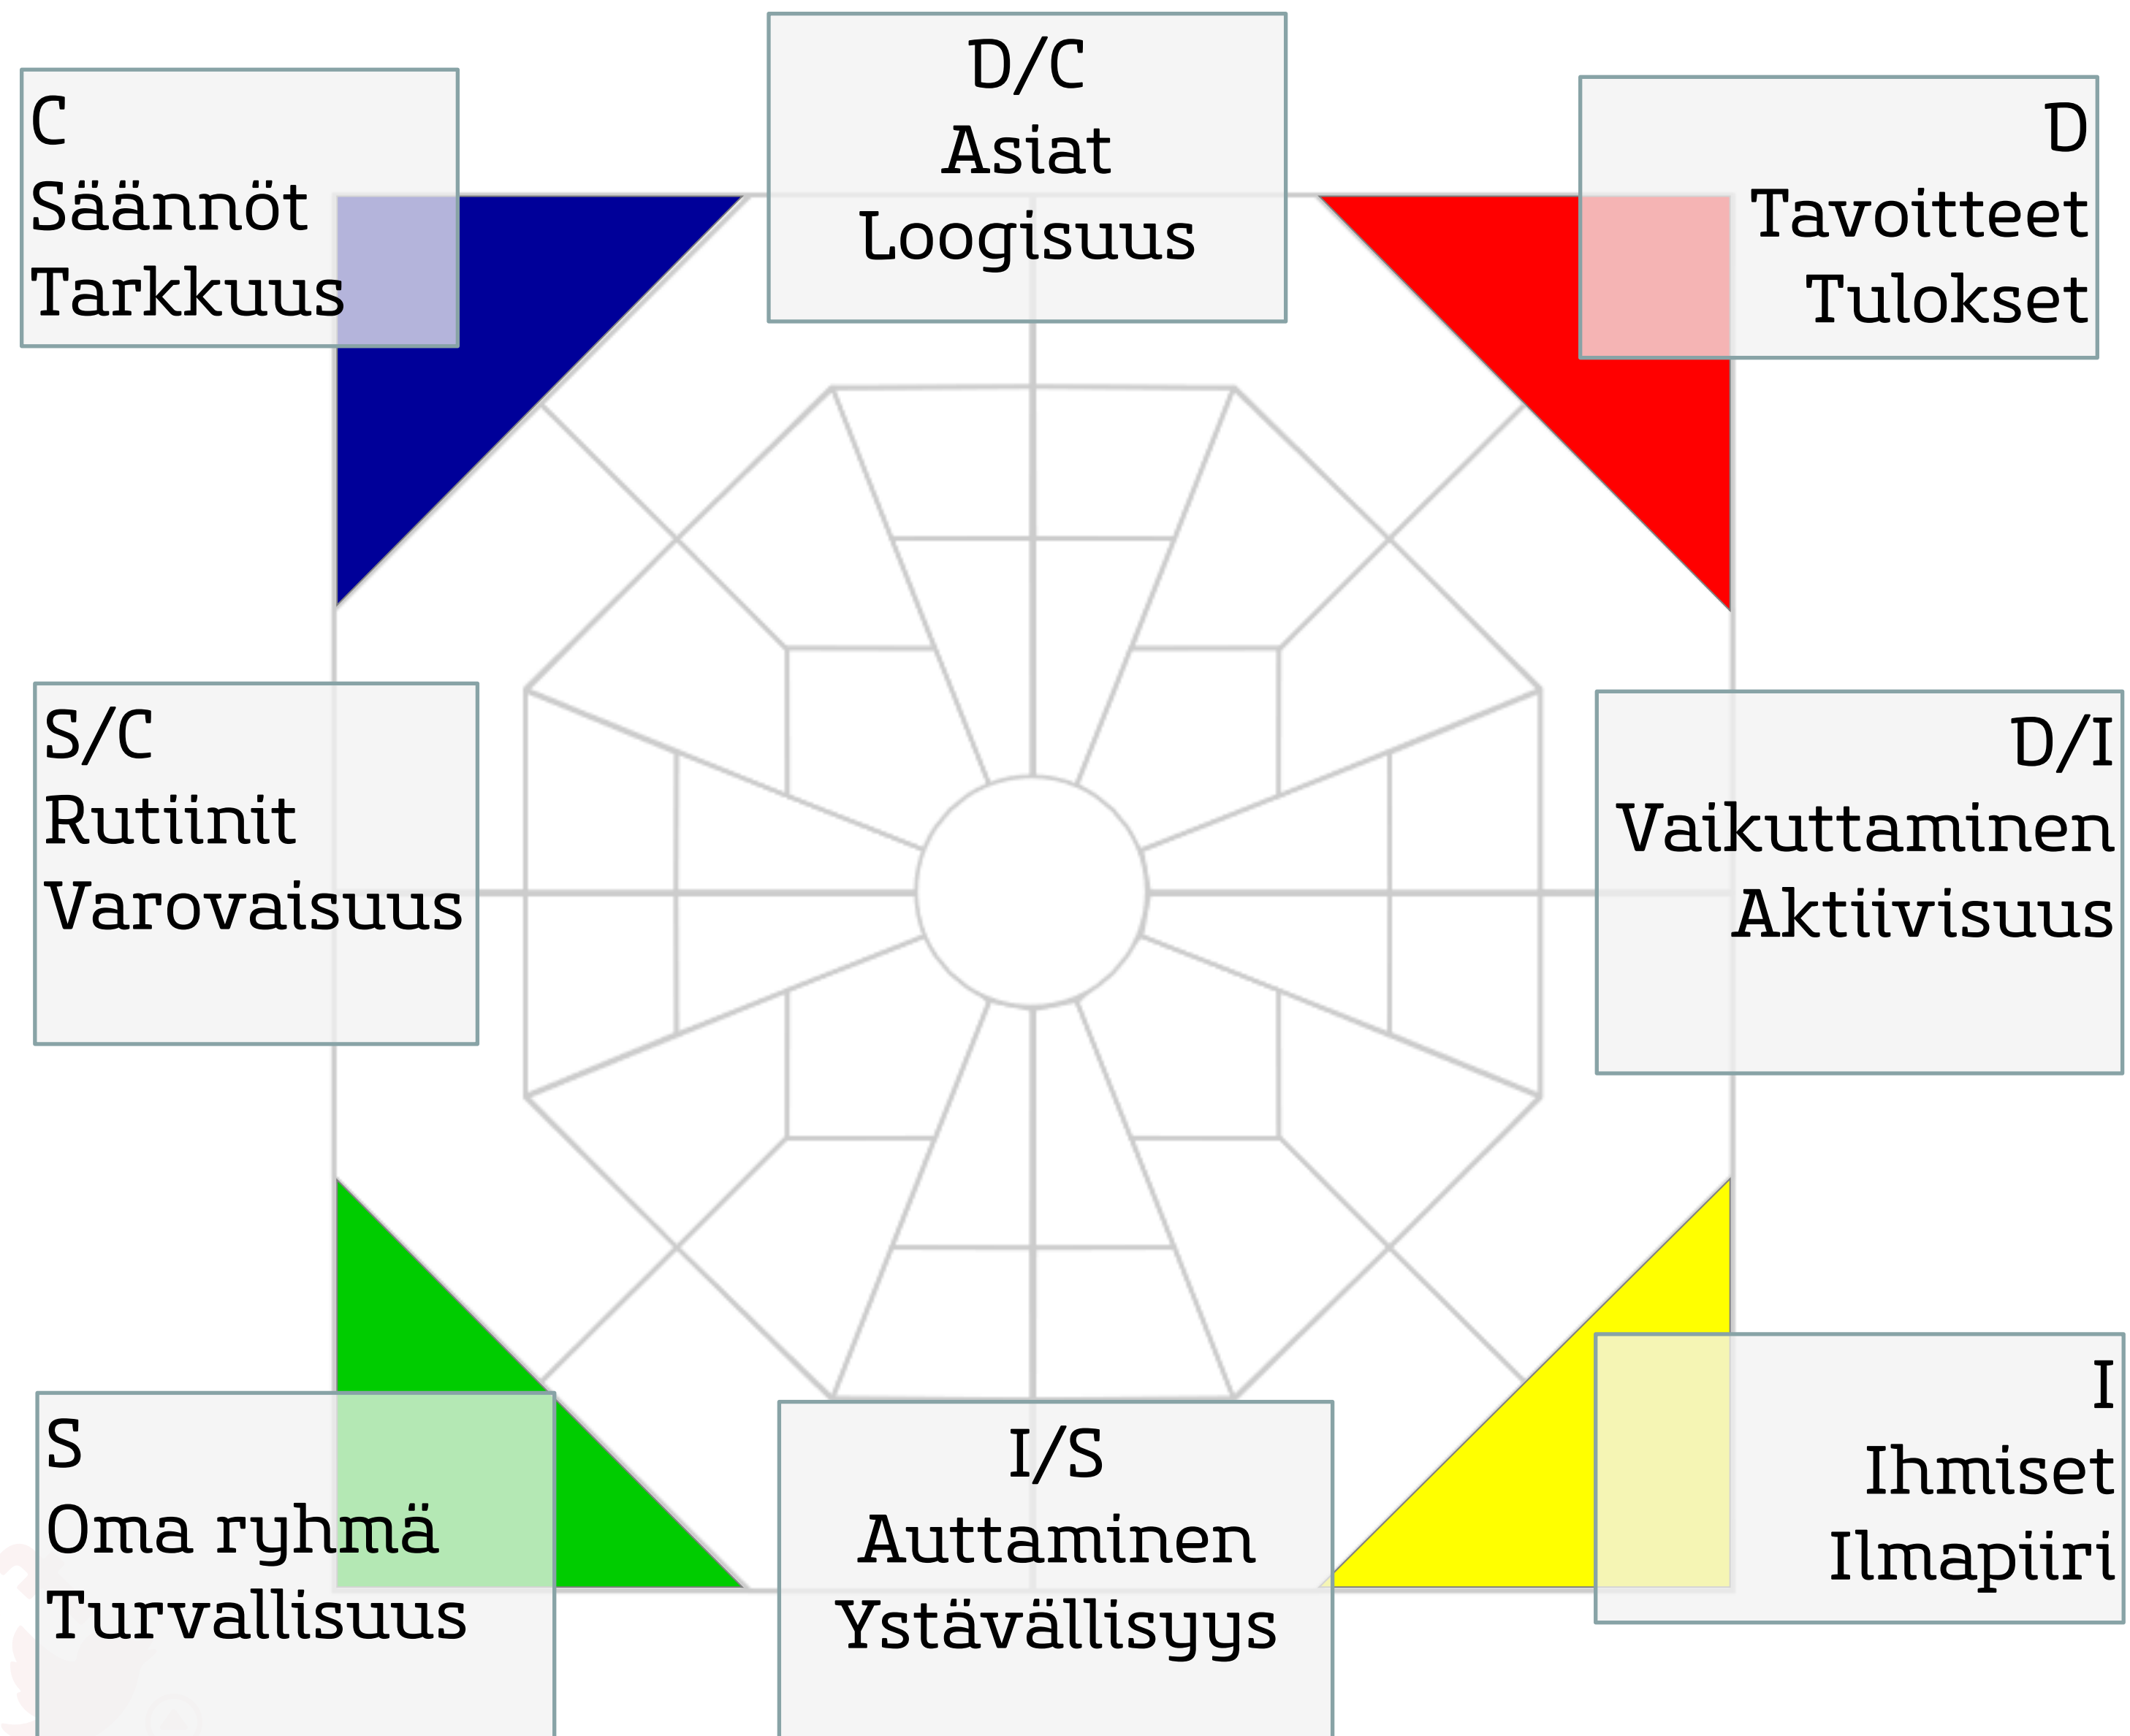 C
Säännöt
Tarkkuus
D/C
Asiat
Loogisuus
D
Tavoitteet
Tulokset
S/C
Rutiinit
Varovaisuus
D/I
Vaikuttaminen
Aktiivisuus
S
Oma ryhmä
Turvallisuus
I/S
Auttaminen
Ystävällisyys
I
Ihmiset
Ilmapiiri